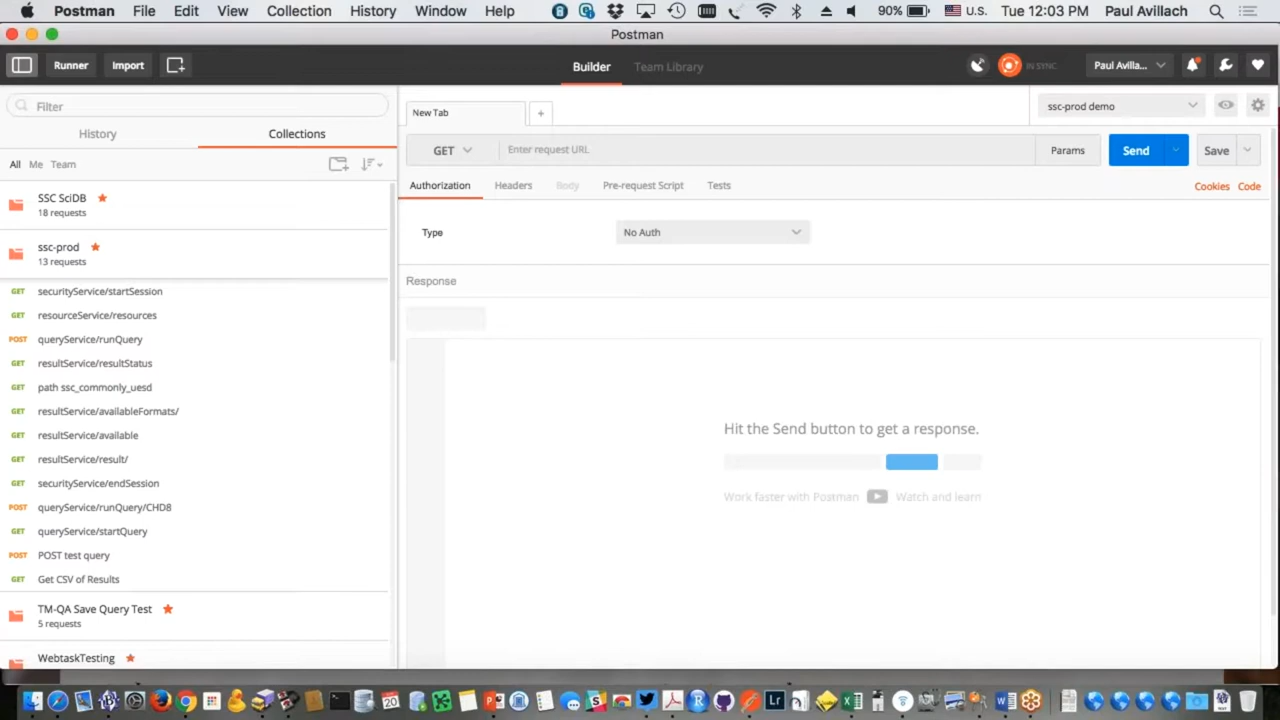 Postman File Edit View Collection History Window Help 90% U.S. Tue 12:03 PM Paul Avillach
Postman
Runner Import Builder Team Library IN SYNC Paul Avilla...
Filter
New Tab + ssc-prod demo
History Collections
GET Enter request URL Params Send Save
All Me Team
Authorization Headers Body Pre-request Script Tests Cookies Code
SSC SciDB
18 requests
Type No Auth
ssc-prod
13 requests
Response
GET securityService/startSession
GET resourceService/resources
POST queryService/runQuery
GET resultService/resultStatus
GET path ssc_commonly_uesd
GET resultService/availableFormats/
GET resultService/available
GET resultService/result/
GET securityService/endSession
POST queryService/runQuery/CHD8
GET queryService/startQuery
POST POST test query
GET Get CSV of Results
Hit the Send button to get a response.
Work faster with Postman Watch and learn
TM-QA Save Query Test
5 requests
WebtaskTesting
20 Lr